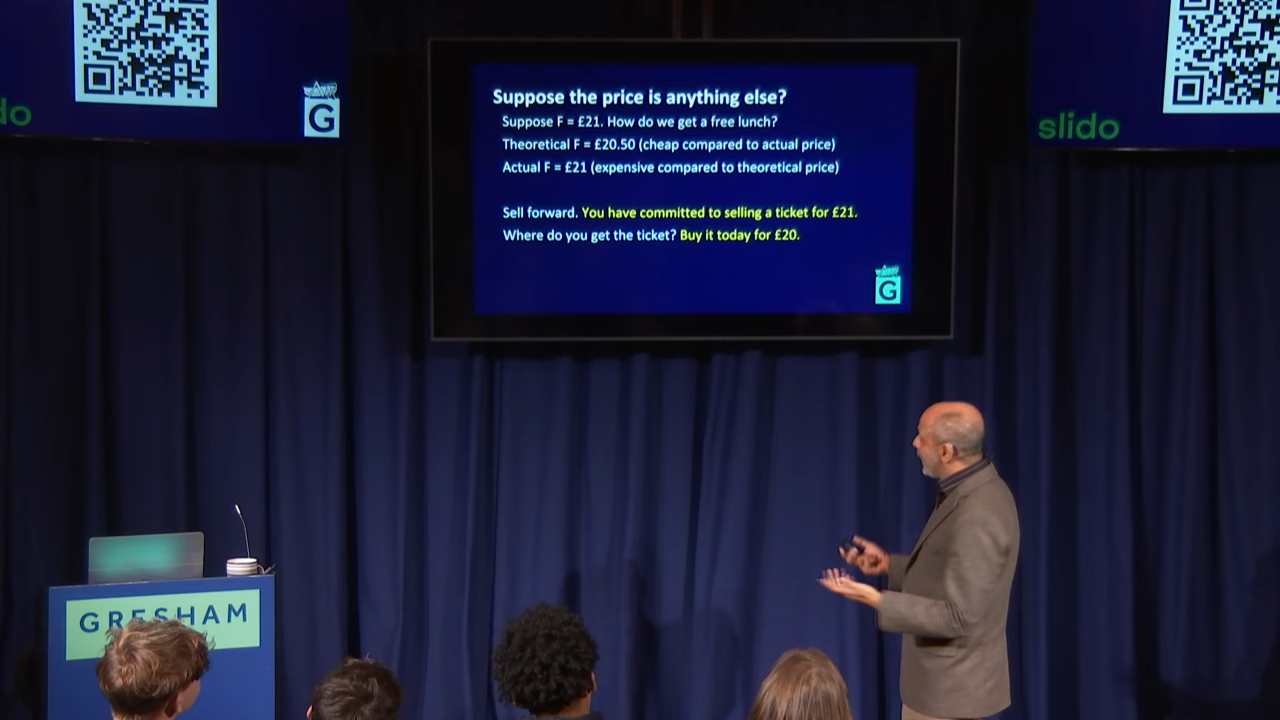 Suppose the price is anything else?
Suppose F = £21. How do we get a free lunch?
Theoretical F = £20.50 (cheap compared to actual price)
Actual F = £21 (expensive compared to theoretical price)
Sell forward. You have committed to selling a ticket for £21.
Where do you get the ticket? Buy it today for £20.
G
do
G
slido
GRESHAM